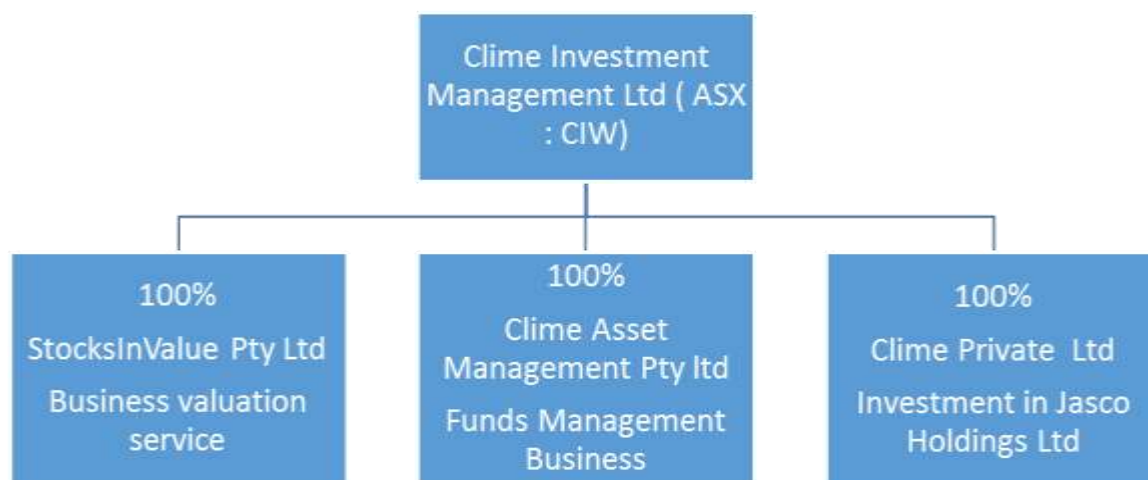 Clime Investment
Management Ltd ( ASX
: CIW)
100%
StocksInValue Pty Ltd
Business valuation
service
100%
Clime Asset
Management Pty ltd
Funds Management
Business
100%
Clime Private  Ltd
Investment in Jasco
Holdings Ltd